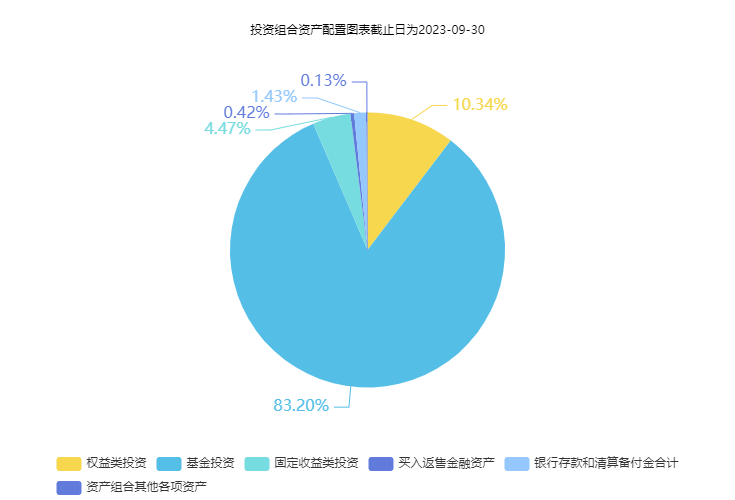 投资组合资产配置图表截止日为2023-09-30
0.13%
1.43%
10.34%
0.42%
4.47%
83.20%
权益类投资 基金投资 固定收益类投资 买入返售金融资产 银行存款和清算备付金合计
资产组合其他各项资产